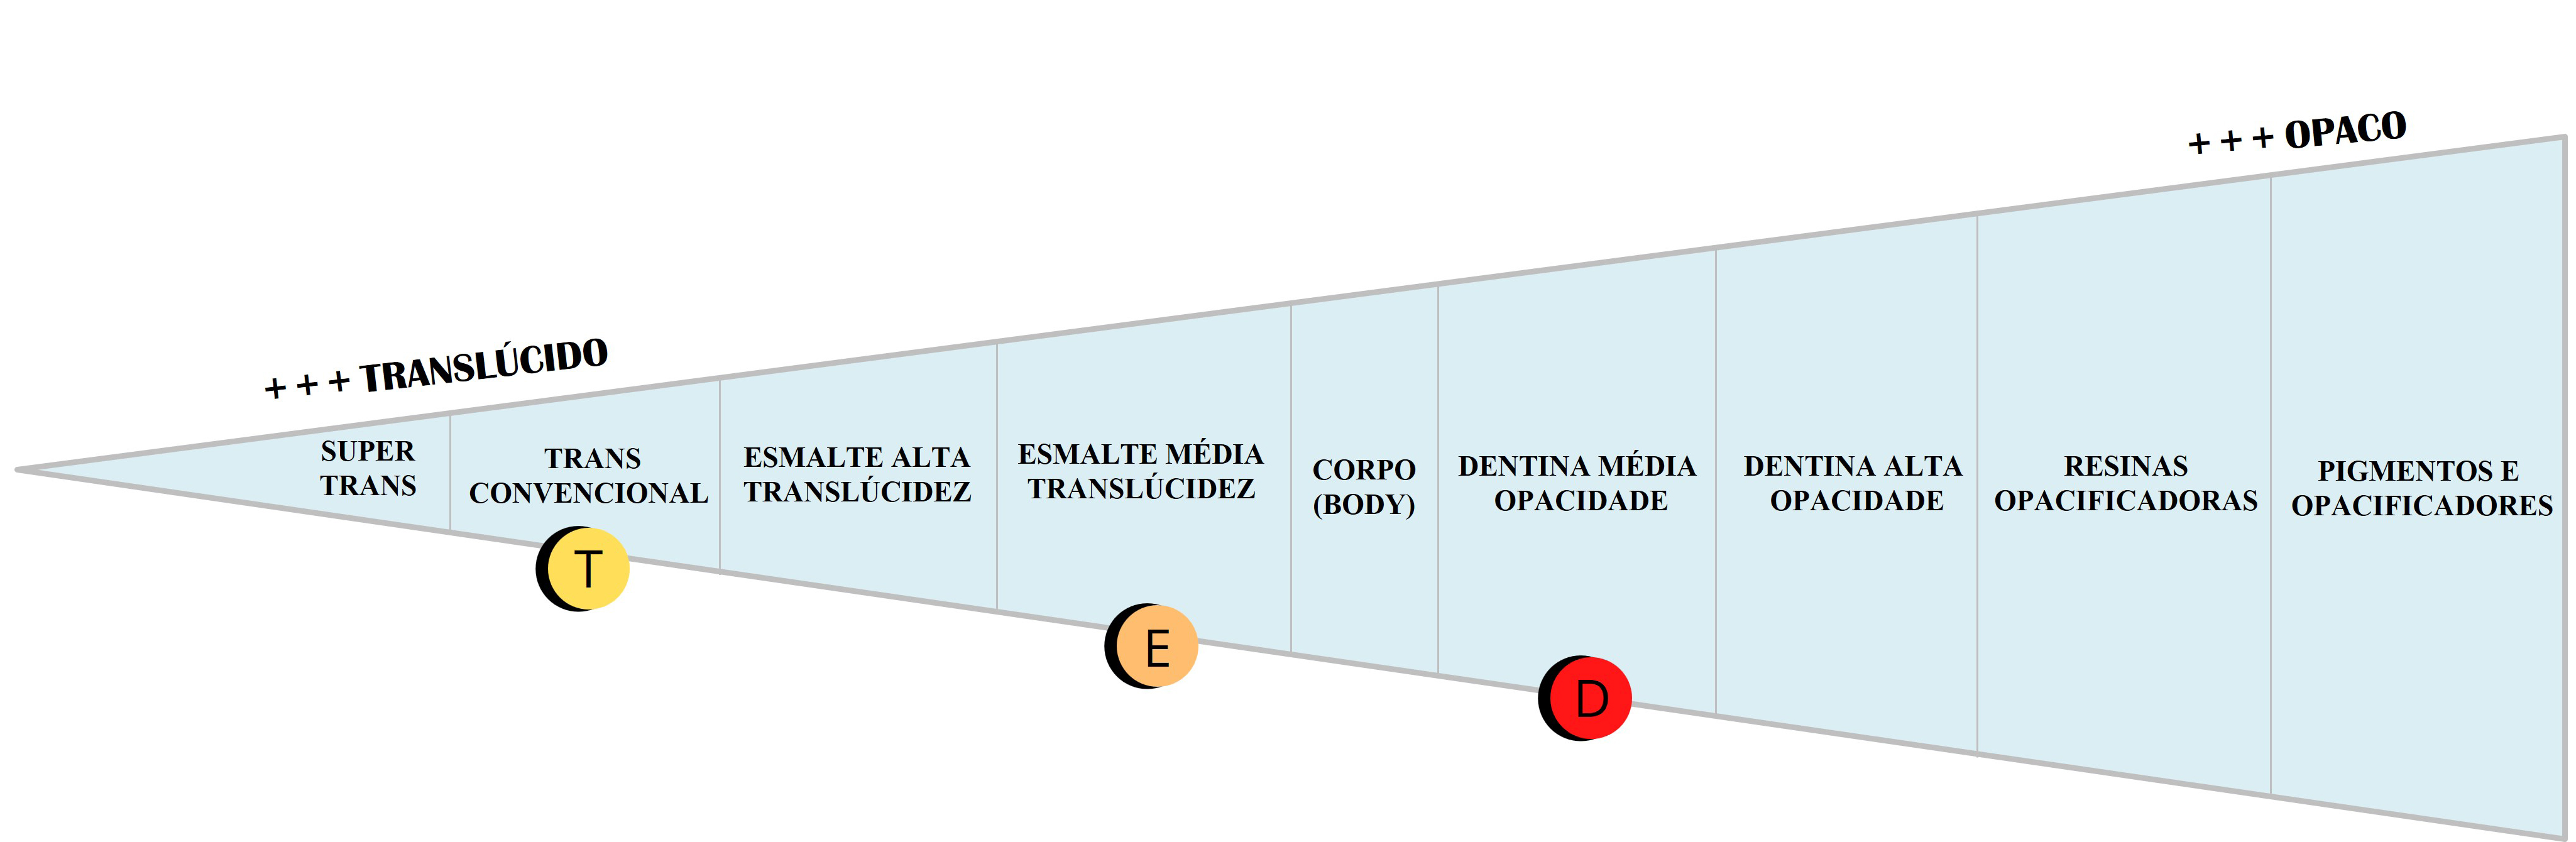 + + + OPACO
+ + + TRANSLÚCIDO
SUPER
TRANS
TRANS
CONVENCIONAL
ESMALTE ALTA
TRANSLÚCIDEZ
ESMALTE MÉDIA
TRANSLÚCIDEZ
CORPO
(BODY)
DENTINA MÉDIA
OPACIDADE
DENTINA ALTA
OPACIDADE
RESINAS
OPACIFICADORAS
PIGMENTOS E
OPACIFICADORES
T
E
D